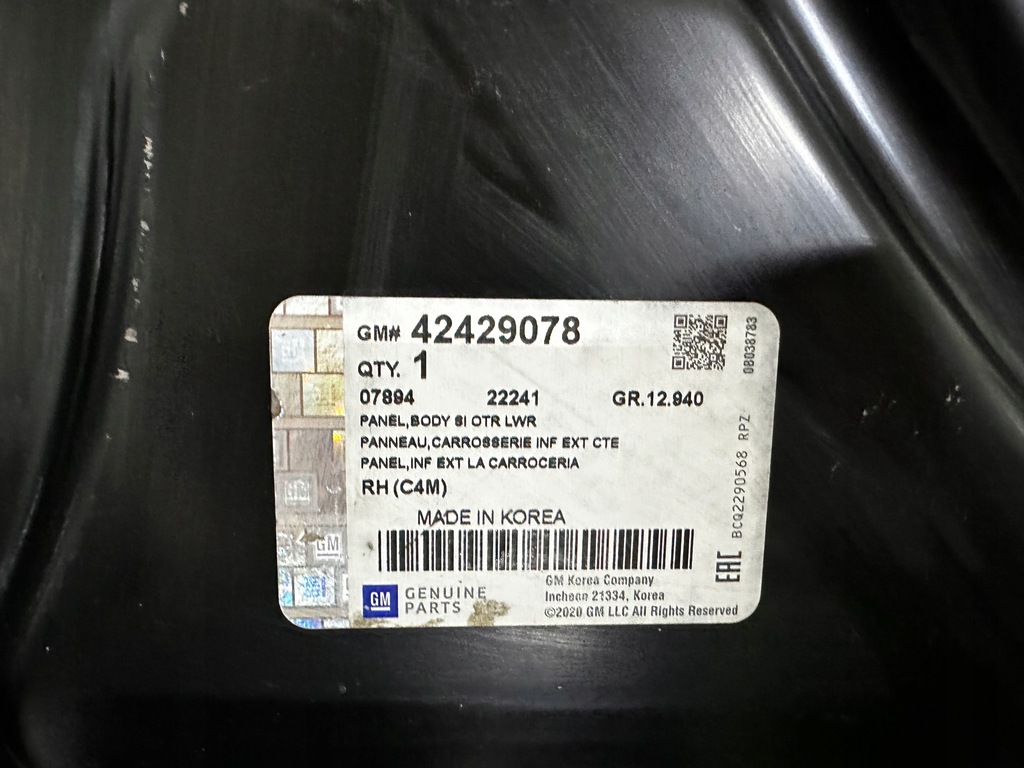 GM# 42429078
QTY. 1
07894 22241 GR.12.940
PANEL,BODY SI OTR LWR
PANNEAU,CARROSSERIE INF EXT CTE
PANEL,INF EXT LA CARROCERIA
RH (C4M)
MADE IN KOREA
GM
GM GENUINE
PARTS
GM Korea Company
Incheon 21334, Korea
©2020 GM LLC All Rights Reserved
08038783
BCQ2290568 RPZ
EAC